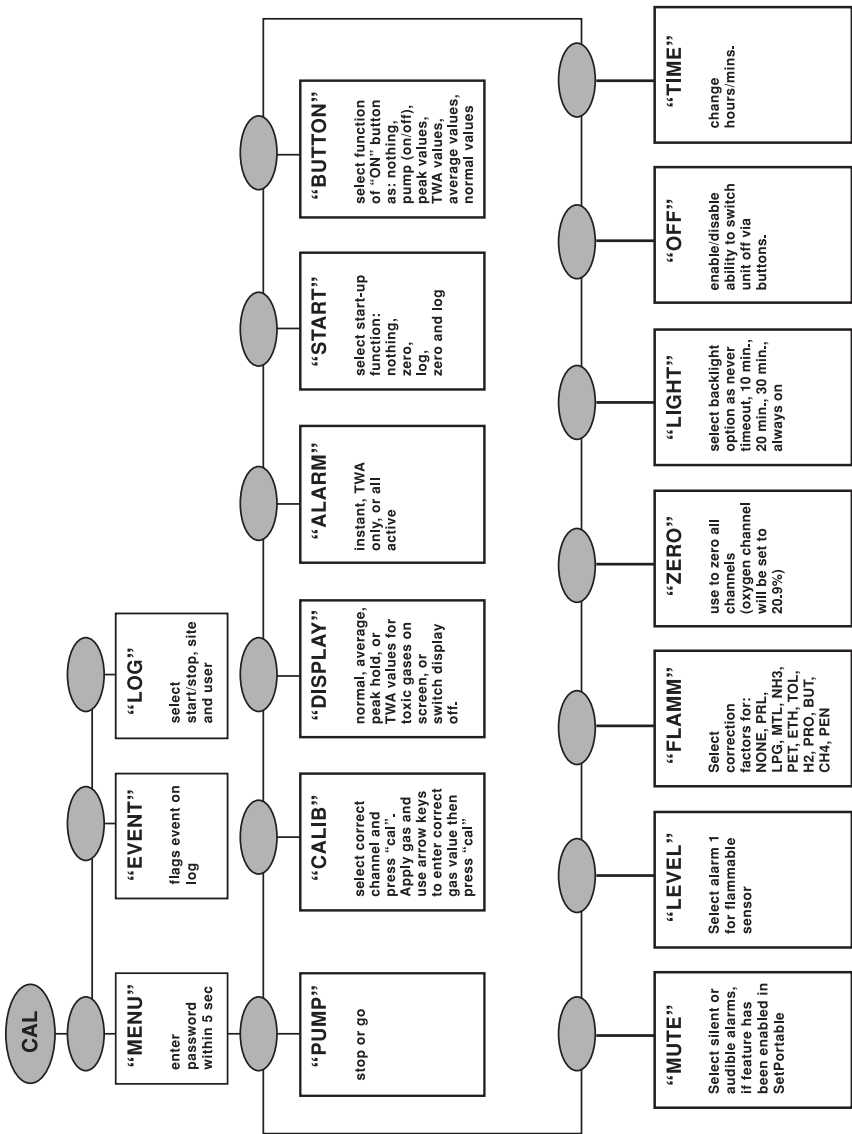 CAL
“MENU”
enter
password
within 5 sec
“EVENT”
flags event on
log
“LOG”
select
start/stop, site
and user
“PUMP”
stop or go
“CALIB”
select correct
channel and
press “cal”-
Apply gas and
use arrow keys
to enter correct
gas value then
press “cal”
“DISPLAY”
normal, average,
peak hold, or
TWA values for
toxic gases on
screen, or
switch display
off.
“ALARM”
instant, TWA
only, or all
active
“START”
select start-up
function:
nothing,
zero,
log,
zero and log
“BUTTON”
select function
of “ON” button
as: nothing,
pump (on/off),
peak values,
TWA values,
average values,
normal values
“MUTE”
Select silent or
audible alarms,
if feature has
been enabled in
SetPortable
“LEVEL”
Select alarm 1
for flammable
sensor
“FLAMM”
Select
correction
factors for:
NONE, PRL,
LPG, MTL, NH3,
PET, ETH, TOL,
H2, PRO, BUT,
CH4, PEN
“ZERO”
use to zero all
channels
(oxygen channel
will be set to
20.9%)
“LIGHT”
select backlight
option as never
timeout, 10 min.,
20 min., 30 min.,
always on
“OFF”
enable/disable
ability to switch
unit off via
buttons.
“TIME”
change
hours/mins.